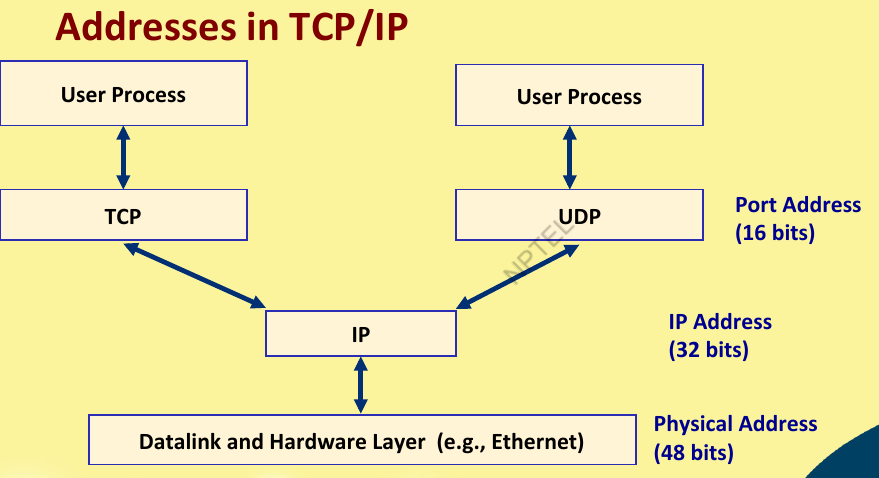 Addresses in TCP/IP
User Process
User Process
TCP
UDP
Port Address
(16 bits)
NPTEL
IP
IP Address
(32 bits)
Datalink and Hardware Layer (e.g., Ethernet)
Physical Address
(48 bits)